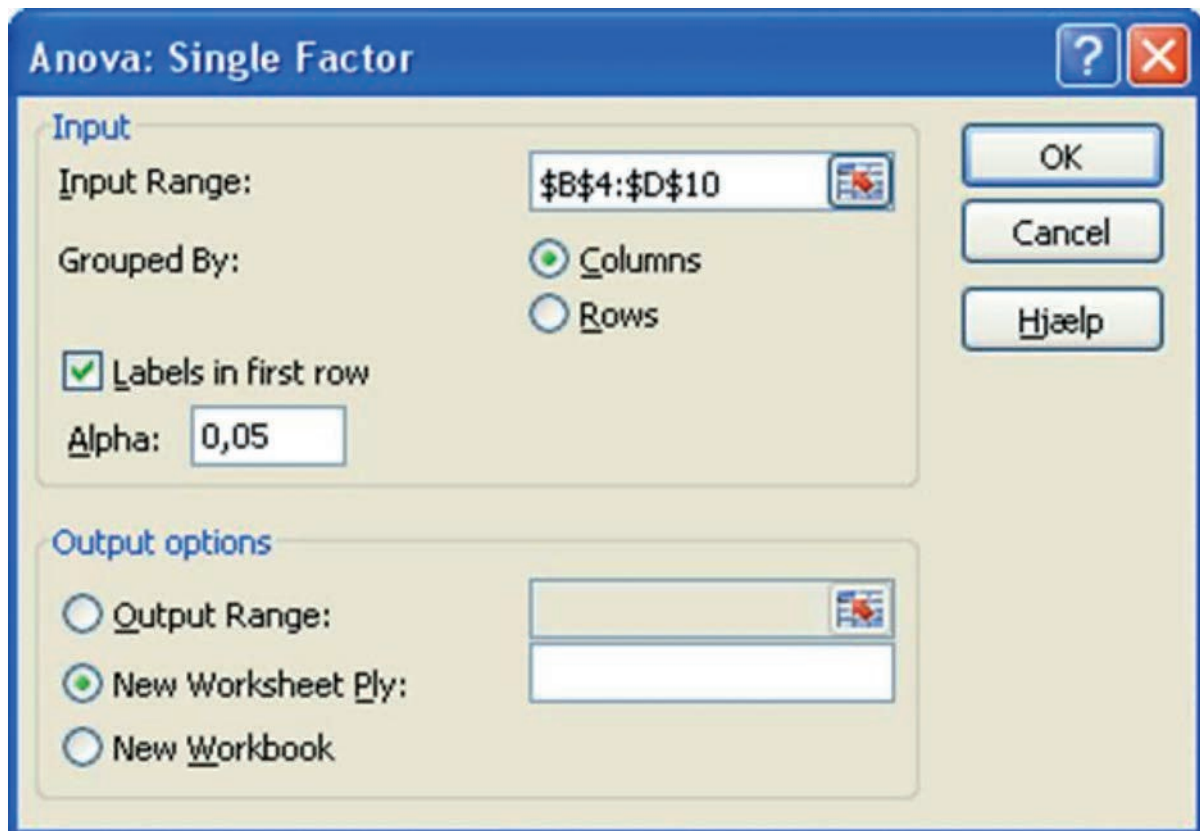 Anova: Single Factor
Input
Input Range: $B$4:$D$10
OK
Grouped By: Columns
Cancel
Rows
Hjælp
Labels in first row
Alpha: 0,05
Output options
Output Range:
New Worksheet Ply:
New Workbook